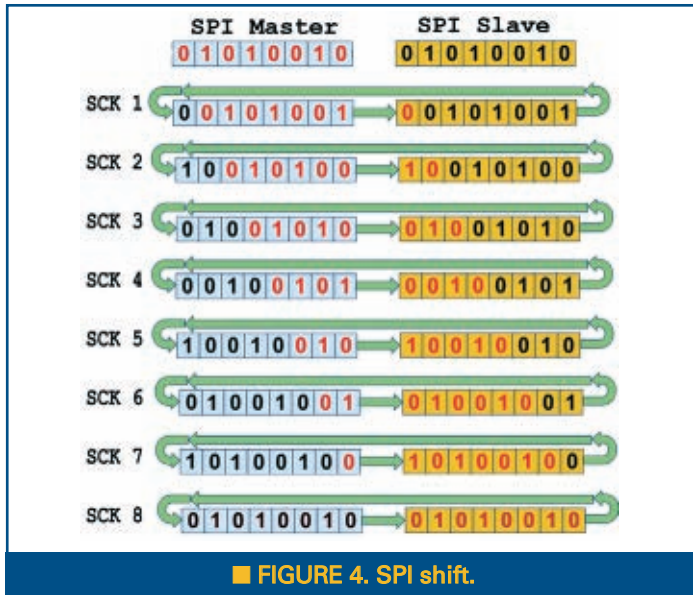 SPI Master SPI Slave
0 1 0 1 0 0 1 0 0 1 0 1 0 0 1 0
SCK 1 0 0 1 0 1 0 0 1 0 0 1 0 1 0 0 1
SCK 2 1 0 0 1 0 1 0 0 1 0 0 1 0 1 0 0
SCK 3 0 1 0 0 1 0 1 0 0 1 0 0 1 0 1 0
SCK 4 0 0 1 0 0 1 0 1 0 0 1 0 0 1 0 1
SCK 5 1 0 0 1 0 0 1 0 1 0 0 1 0 0 1 0
SCK 6 0 1 0 0 1 0 0 1 0 1 0 0 1 0 0 1
SCK 7 1 0 1 0 0 1 0 0 1 0 1 0 0 1 0 0
SCK 8 0 1 0 1 0 0 1 0 0 1 0 1 0 0 1 0
■ FIGURE 4. SPI shift.